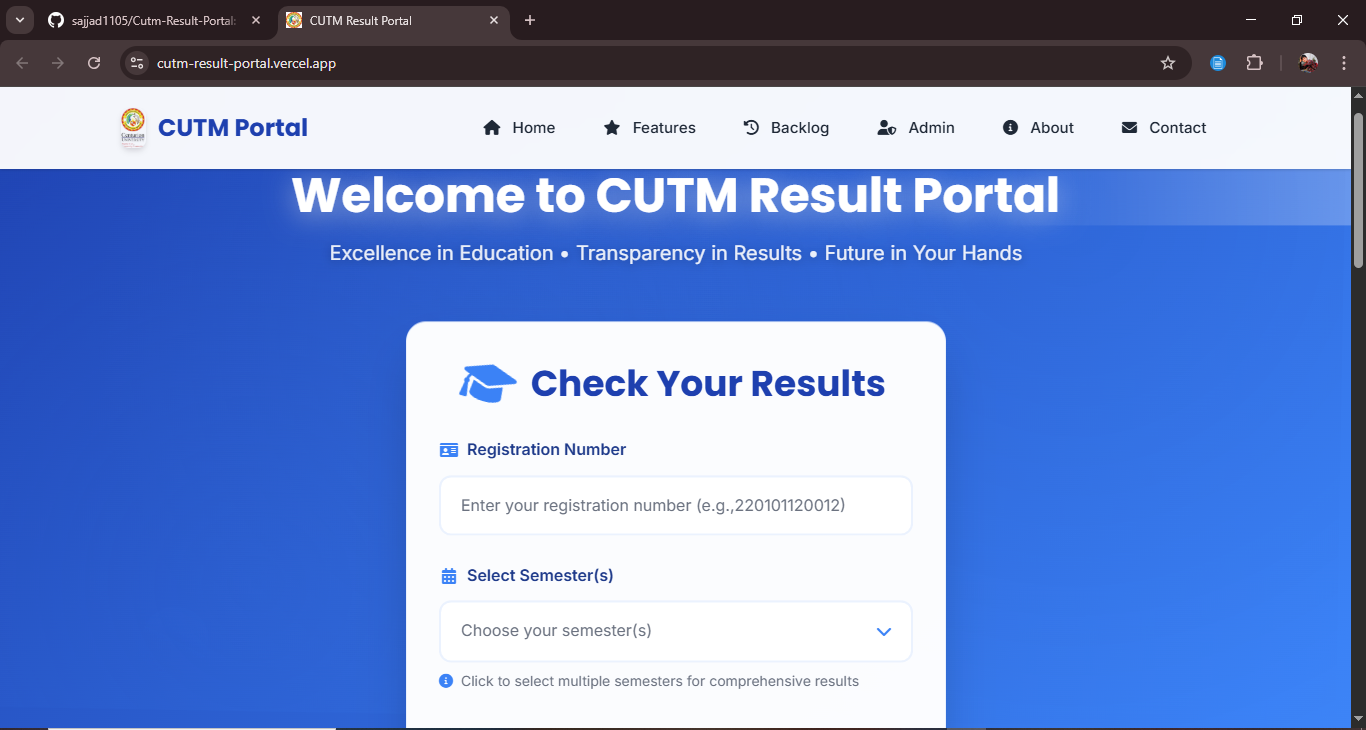 sajjad1105/Cutm-Result-Portal:
CUTM Result Portal
cutm-result-portal.vercel.app
CUTM Portal
Home
Features
Backlog
Admin
About
Contact
Welcome to CUTM Result Portal
Excellence in Education • Transparency in Results • Future in Your Hands
Check Your Results
Registration Number
Enter your registration number (e.g.,220101120012)
Select Semester(s)
Choose your semester(s)
Click to select multiple semesters for comprehensive results